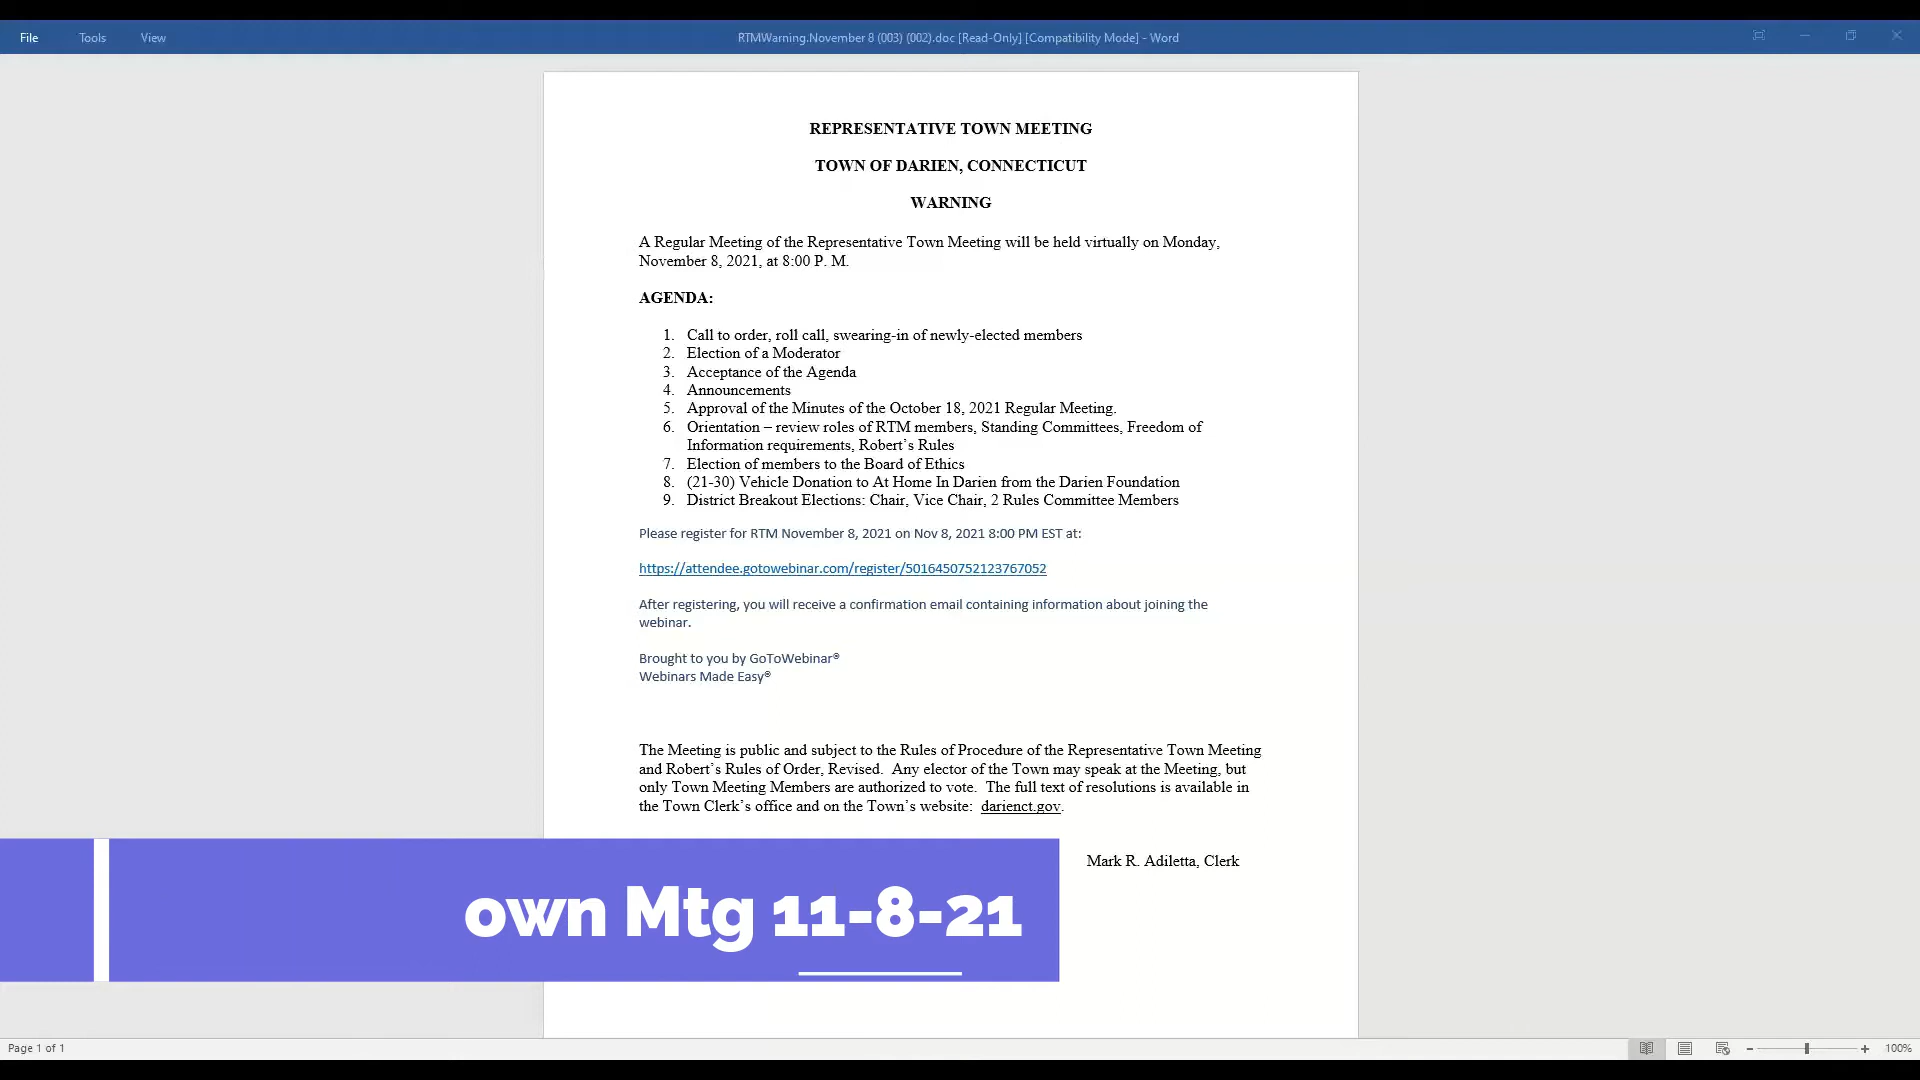 File Tools View RTMWarning.November 8 (003) (002).doc [Read-Only] [Compatibility Mode] - Word
REPRESENTATIVE TOWN MEETING
TOWN OF DARIEN, CONNECTICUT
WARNING
A Regular Meeting of the Representative Town Meeting will be held virtually on Monday,
November 8, 2021, at 8:00 P. M.
AGENDA:
1. Call to order, roll call, swearing-in of newly-elected members
2. Election of a Moderator
3. Acceptance of the Agenda
4. Announcements
5. Approval of the Minutes of the October 18, 2021 Regular Meeting.
6. Orientation – review roles of RTM members, Standing Committees, Freedom of
Information requirements, Robert's Rules
7. Election of members to the Board of Ethics
8. (21-30) Vehicle Donation to At Home In Darien from the Darien Foundation
9. District Breakout Elections: Chair, Vice Chair, 2 Rules Committee Members
Please register for RTM November 8, 2021 on Nov 8, 2021 8:00 PM EST at:
https://attendee.gotowebinar.com/register/5016450752123767052
After registering, you will receive a confirmation email containing information about joining the
webinar.
Brought to you by GoToWebinar®
Webinars Made Easy®
The Meeting is public and subject to the Rules of Procedure of the Representative Town Meeting
and Robert's Rules of Order, Revised.  Any elector of the Town may speak at the Meeting, but
only Town Meeting Members are authorized to vote.  The full text of resolutions is available in
the Town Clerk's office and on the Town's website:  darienct.gov.
Mark R. Adiletta, Clerk
own Mtg 11-8-21
Page 1 of 1
100%